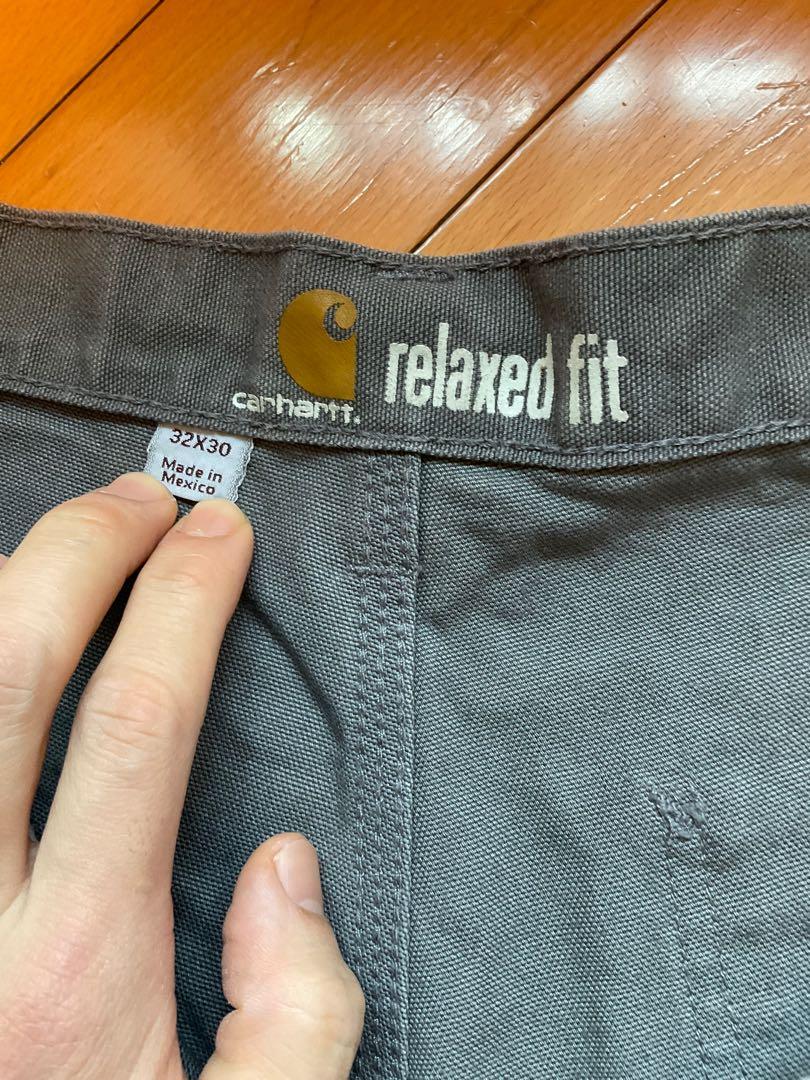 carhartt.
relaxed fit
32X30
Made in
Mexico